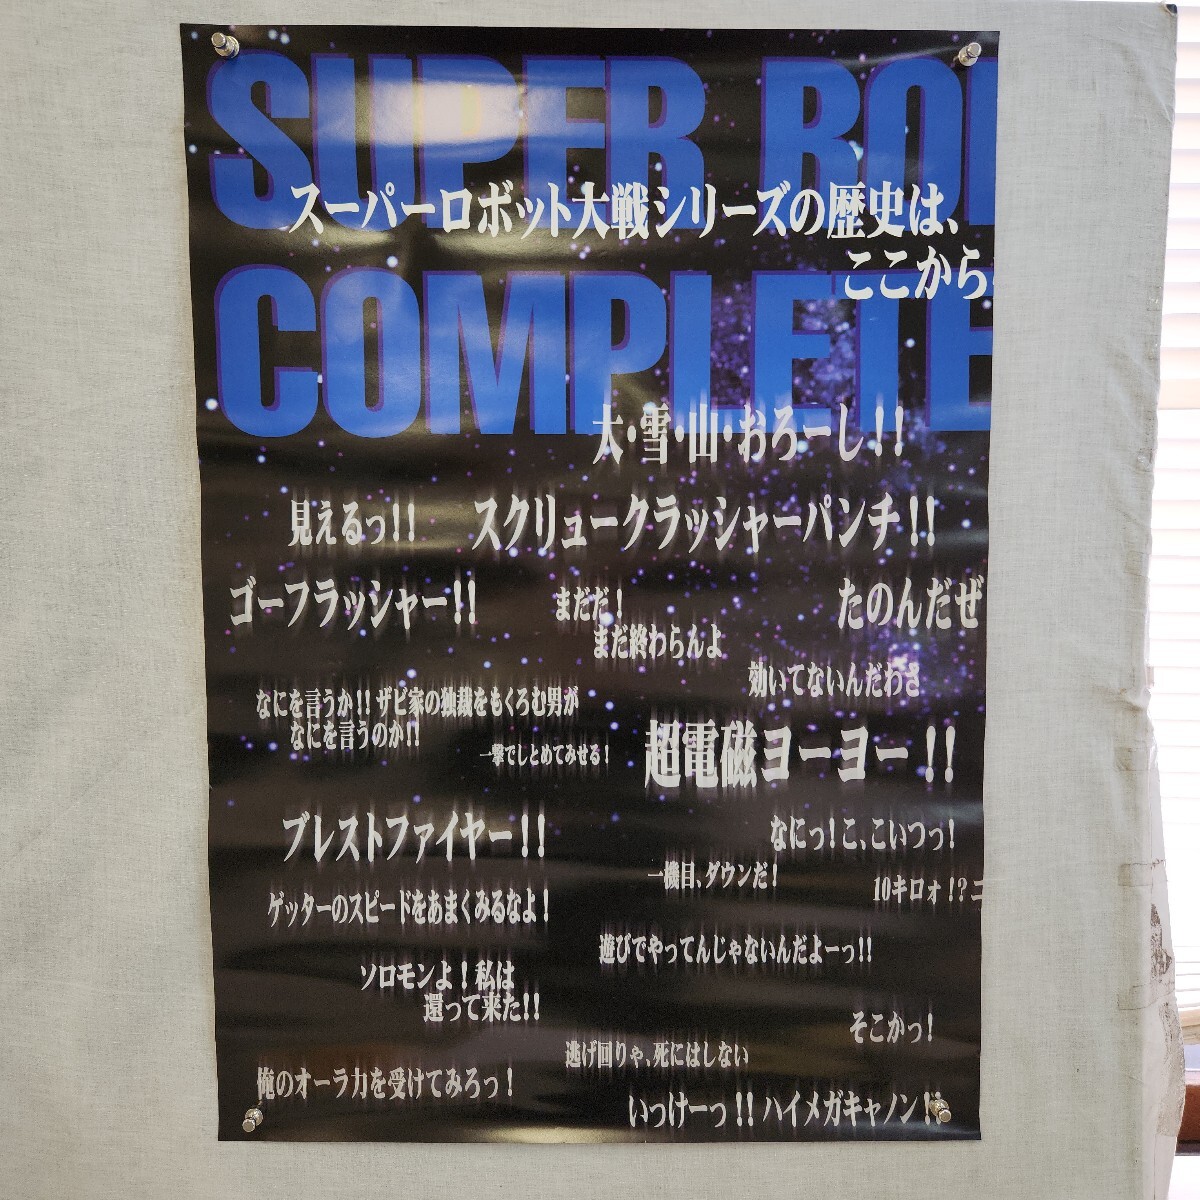 SUPER ROB
スーパーロボット大戦シリーズの歴史は、
ここから
COMPLETE
大・雪・山・おろーし!!
見えるっ!!
スクリュークラッシャーパンチ!!
ゴーフラッシャー!!
まだだ!
まだ終わらんよ
たのんだぜ
効いてないんだわさ
なにを言うか!!ザビ家の独裁をもくろむ男が
なにを言うのか!!
一撃でしとめてみせる!
超電磁ヨーヨー!!
ブレストファイヤー!!
なにっ!こ、こいつっ!
一機目、ダウンだ!
10キロォ!?ニ
ゲッターのスピードをあまくみるなよ!
遊びでやってんじゃないんだよーっ!!
ソロモンよ!私は
還って来た!!
そこかっ!
逃げ回りゃ、死にはしない
俺のオーラ力を受けてみろっ!
いっけーっ!!ハイメガキャノン!!